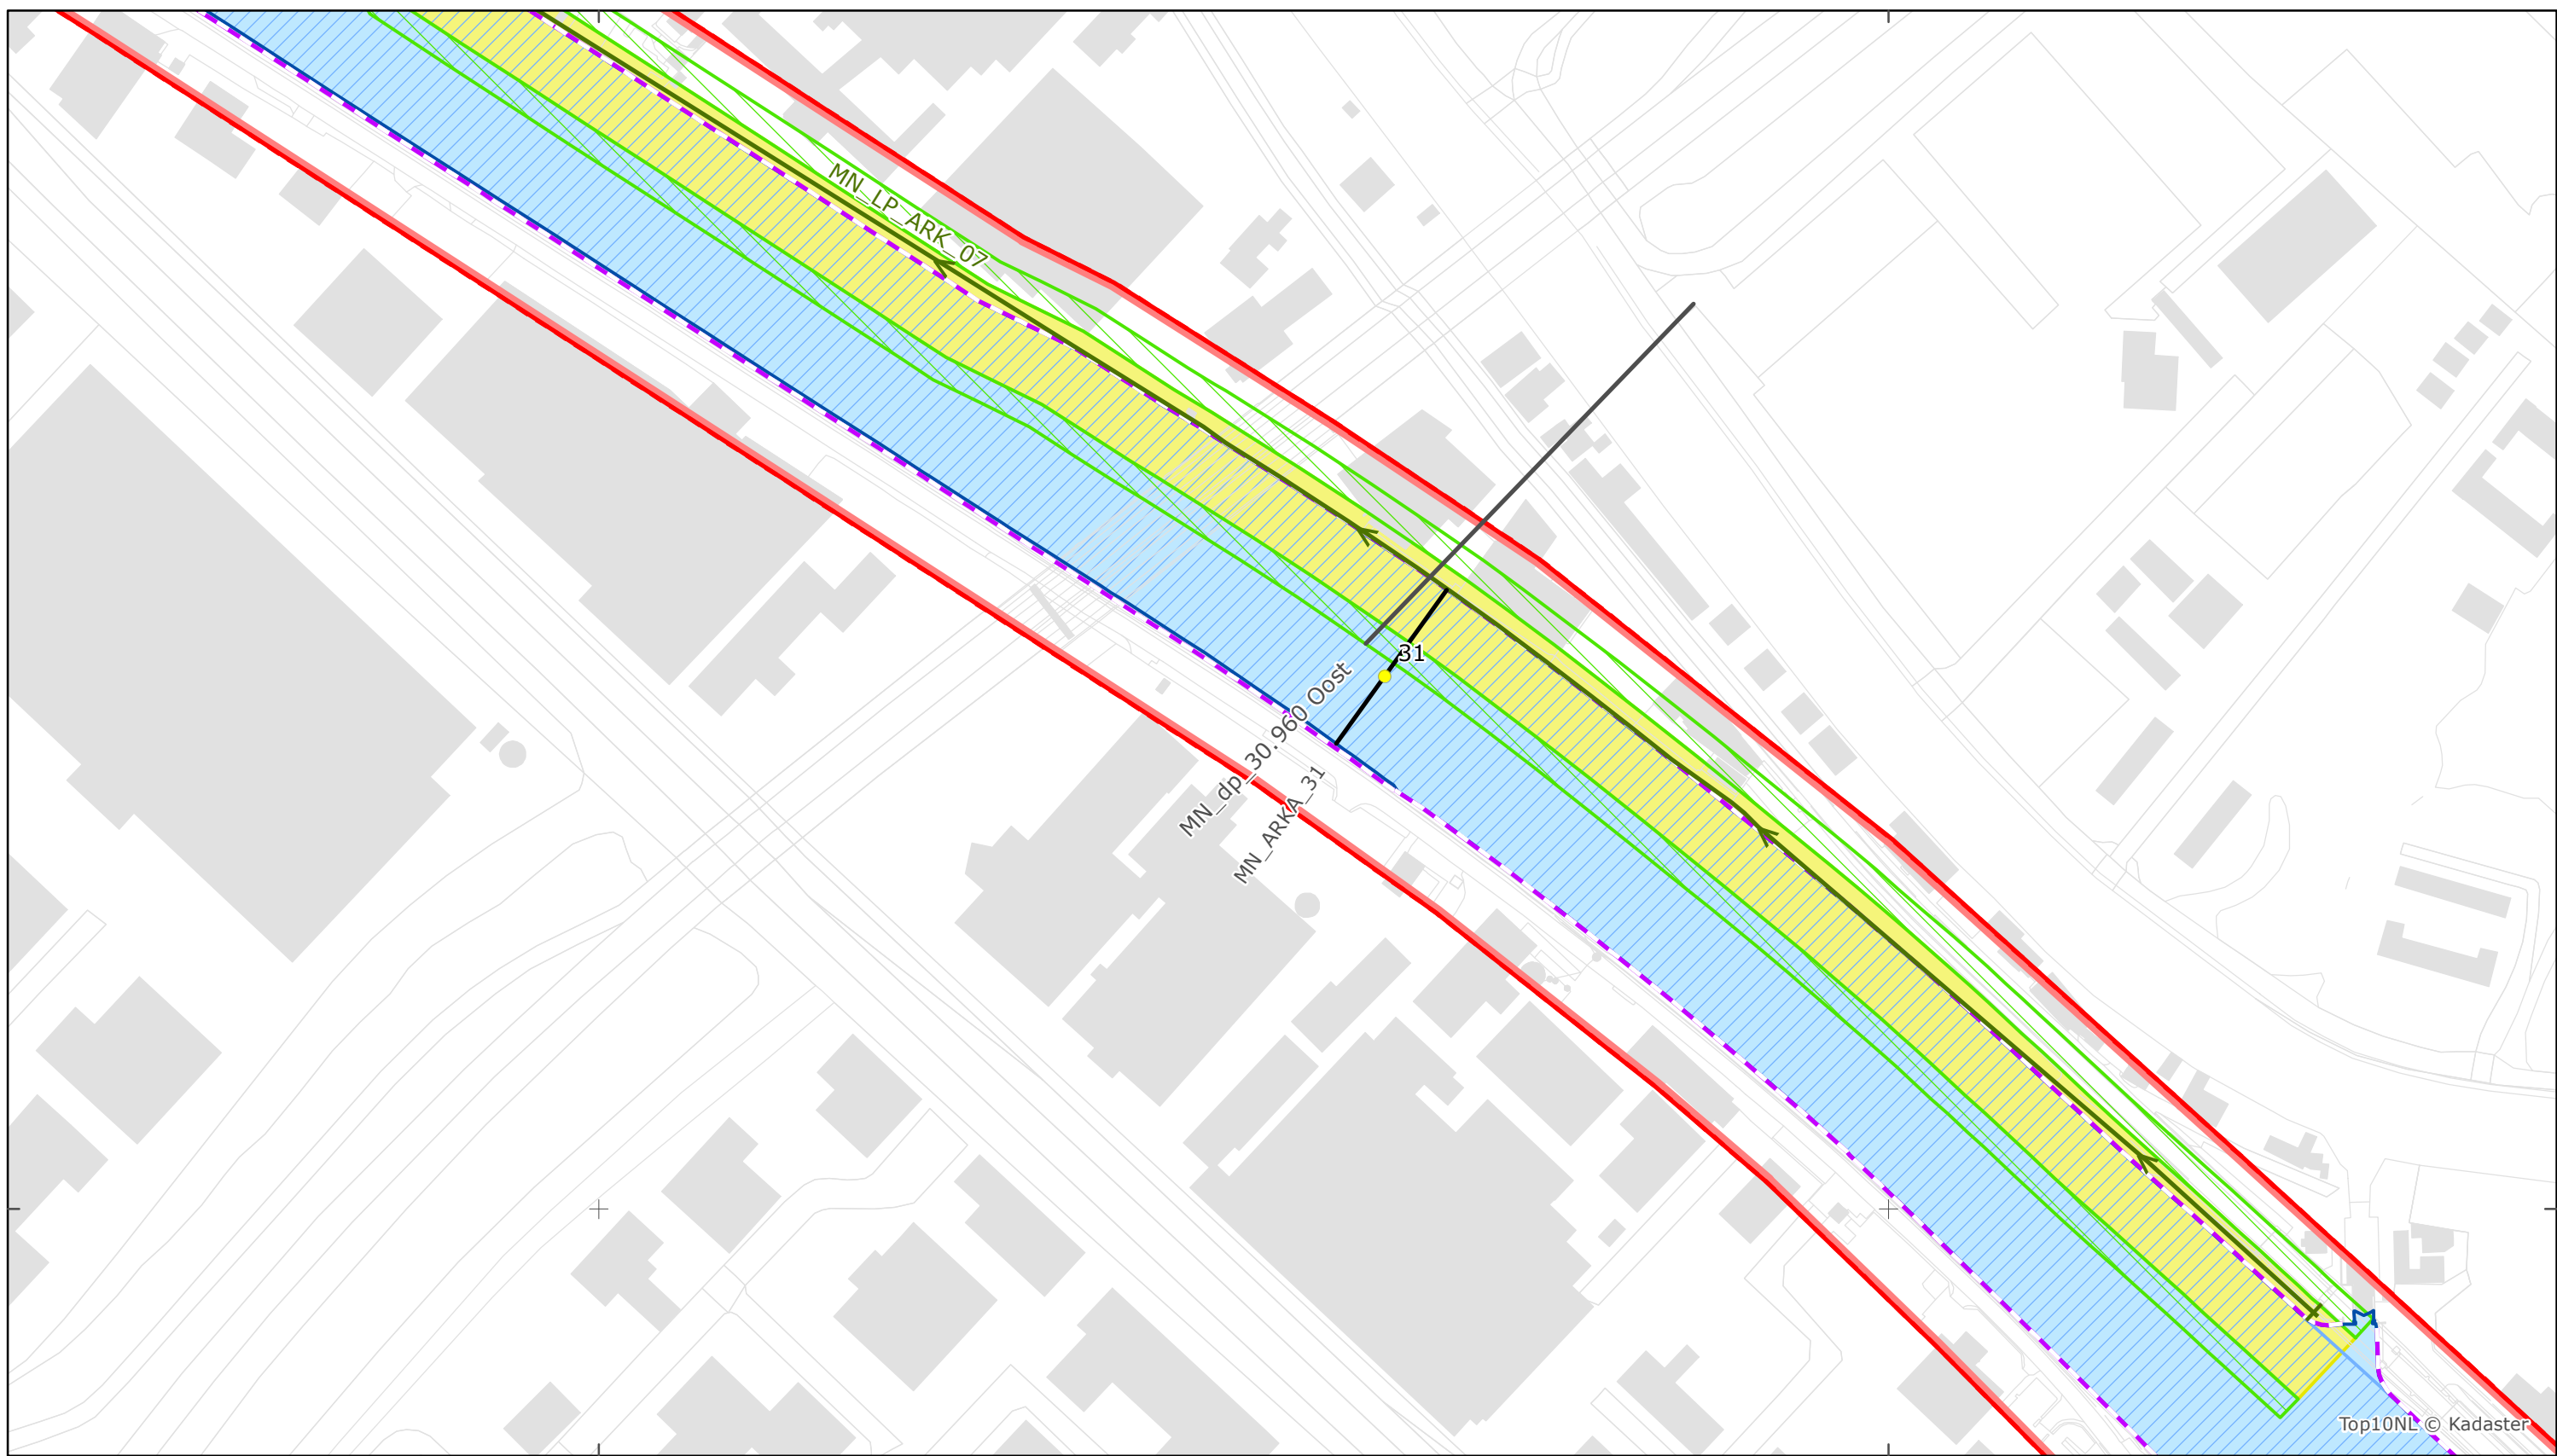 MN_LP_ARK_07
31
MN_dp_30.960 Oost
MN_ARKA_31
Top10NL © Kadaster